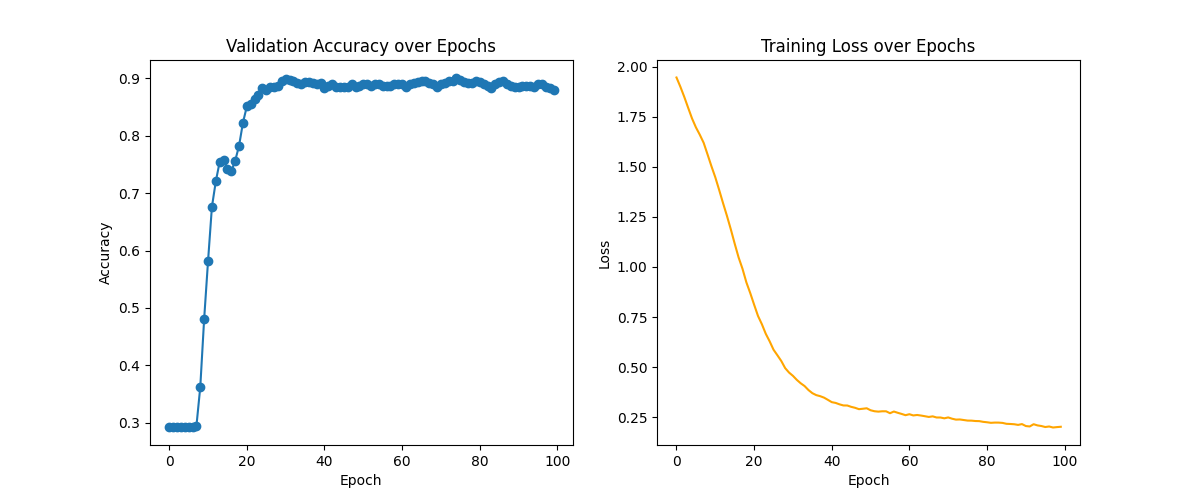 Validation Accuracy over Epochs
Accuracy
0.9
0.8
0.7
0.6
0.5
0.4
0.3
0 20 40 60 80 100
Epoch
Training Loss over Epochs
Loss
2.00
1.75
1.50
1.25
1.00
0.75
0.50
0.25
0 20 40 60 80 100
Epoch